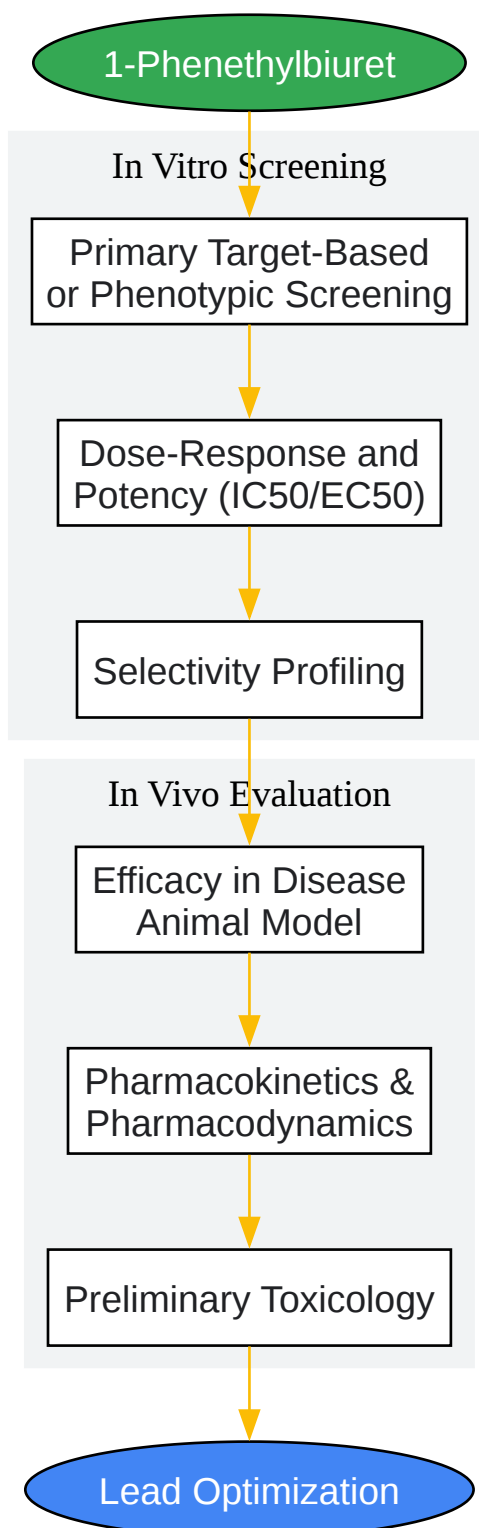 1-Phenethylbiuret
In Vitro Screening
Primary Target-Based
or Phenotypic Screening
Dose-Response and
Potency (IC50/EC50)
Selectivity Profiling
In Vivo Evaluation
Efficacy in Disease
Animal Model
Pharmacokinetics &
Pharmacodynamics
Preliminary Toxicology
Lead Optimization